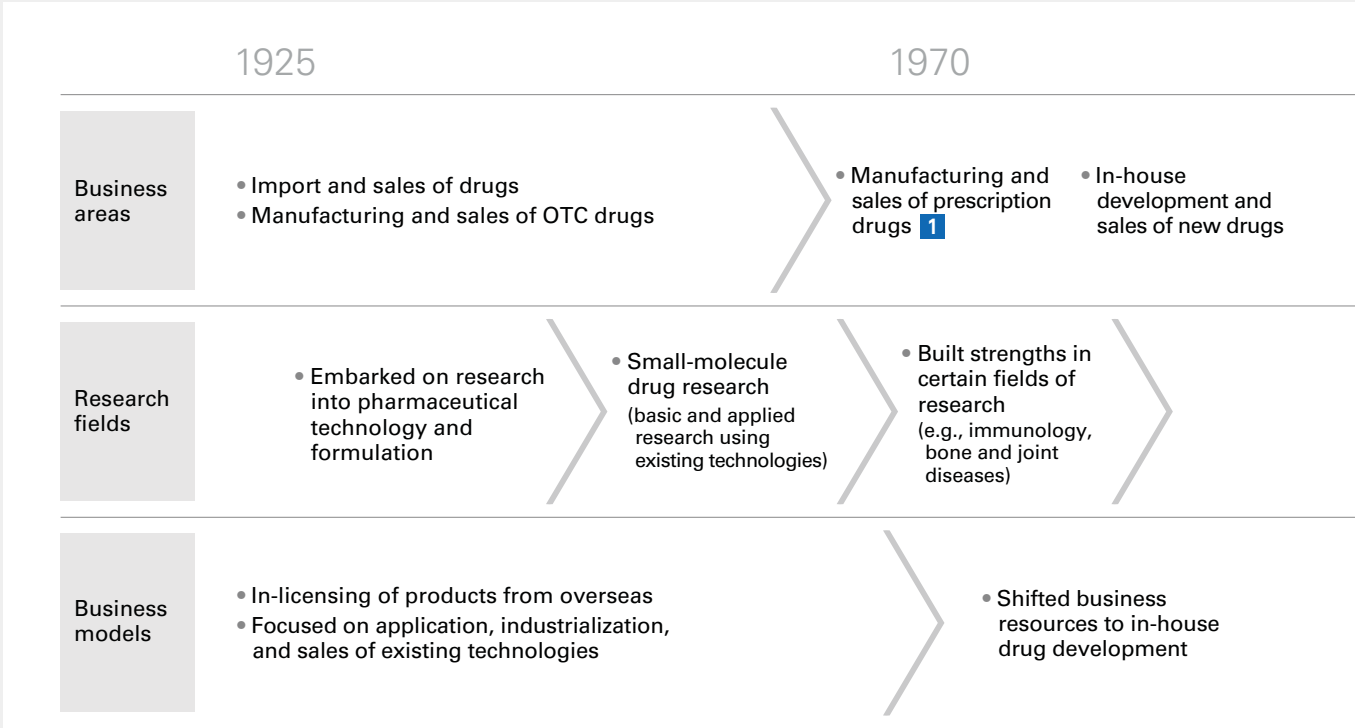 1925
1970
Business
areas
• Import and sales of drugs
• Manufacturing and sales of OTC drugs
• Manufacturing and
sales of prescription
drugs 1
• In-house
development and
sales of new drugs
Research
fields
• Embarked on research
into pharmaceutical
technology and
formulation
• Small-molecule
drug research
(basic and applied
research using
existing technologies)
• Built strengths in
certain fields of
research
(e.g., immunology,
bone and joint
diseases)
Business
models
• In-licensing of products from overseas
• Focused on application, industrialization,
and sales of existing technologies
• Shifted business
resources to in-house
drug development